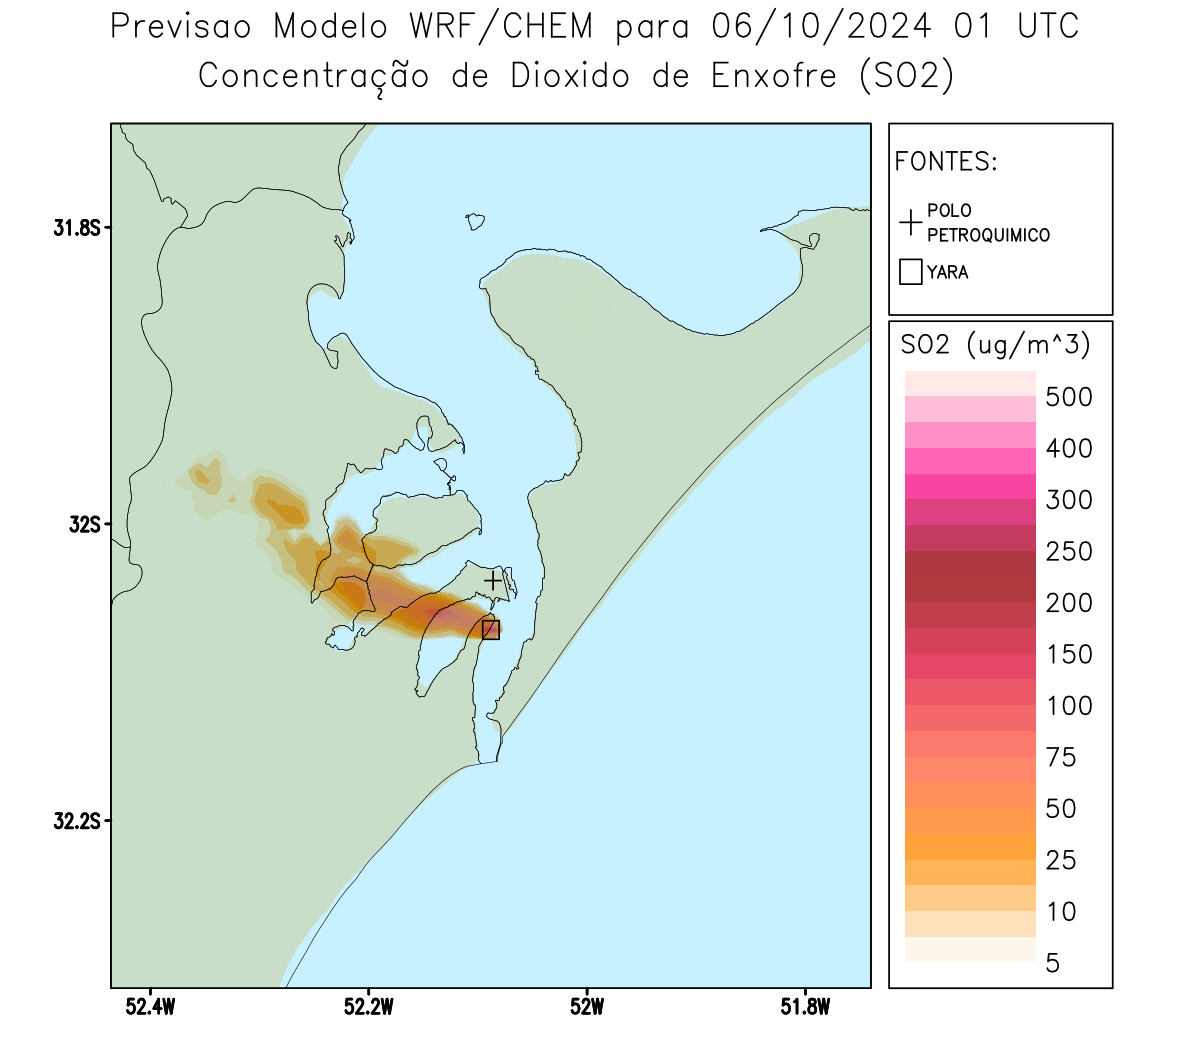 Previsao Modelo WRF/CHEM para 06/10/2024 01 UTC
Concentração de Dioxido de Enxofre (SO2)
FONTES:
POLO
PETROQUIMICO
YARA
SO2 (ug/m^3)
500
400
300
250
200
150
100
75
50
25
10
5
31.8S
32S
32.2S
52.4W
52.2W
52W
51.8W